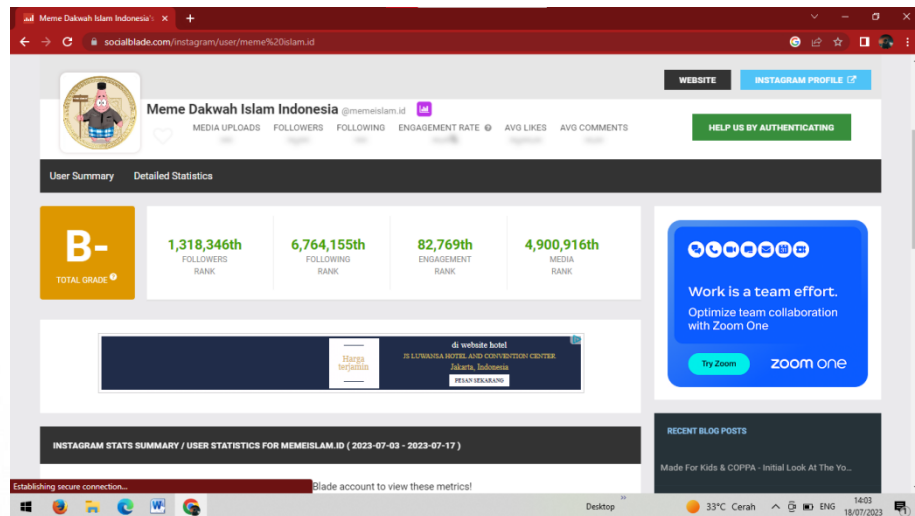 Meme Dakwah Islam Indonesia's
socialblade.com/instagram/user/meme%20islam.id
WEBSITE
INSTAGRAM PROFILE
Meme Dakwah Islam Indonesia @memeislam.id
MEDIA UPLOADS FOLLOWERS FOLLOWING ENGAGEMENT RATE AVG LIKES AVG COMMENTS
HELP US BY AUTHENTICATING
User Summary Detailed Statistics
B-
TOTAL GRADE
1,318,346th
FOLLOWERS
RANK
6,764,155th
FOLLOWING
RANK
82,769th
ENGAGEMENT
RANK
4,900,916th
MEDIA
RANK
Work is a team effort.
Optimize team collaboration
with Zoom One
Try Zoom
zoom one
Harga
terjamin
di website hotel
JS LUWANSA HOTEL AND CONVENTION CENTER
Jakarta, Indonesia
PESAN SEKARANG
INSTAGRAM STATS SUMMARY / USER STATISTICS FOR MEMEISLAM.ID ( 2023-07-03 - 2023-07-17 )
RECENT BLOG POSTS
Made For Kids & COPPA - Initial Look At The Yo...
Blade account to view these metrics!
Establishing secure connection...
Desktop
33°C Cerah
ENG
14:03
18/07/2023